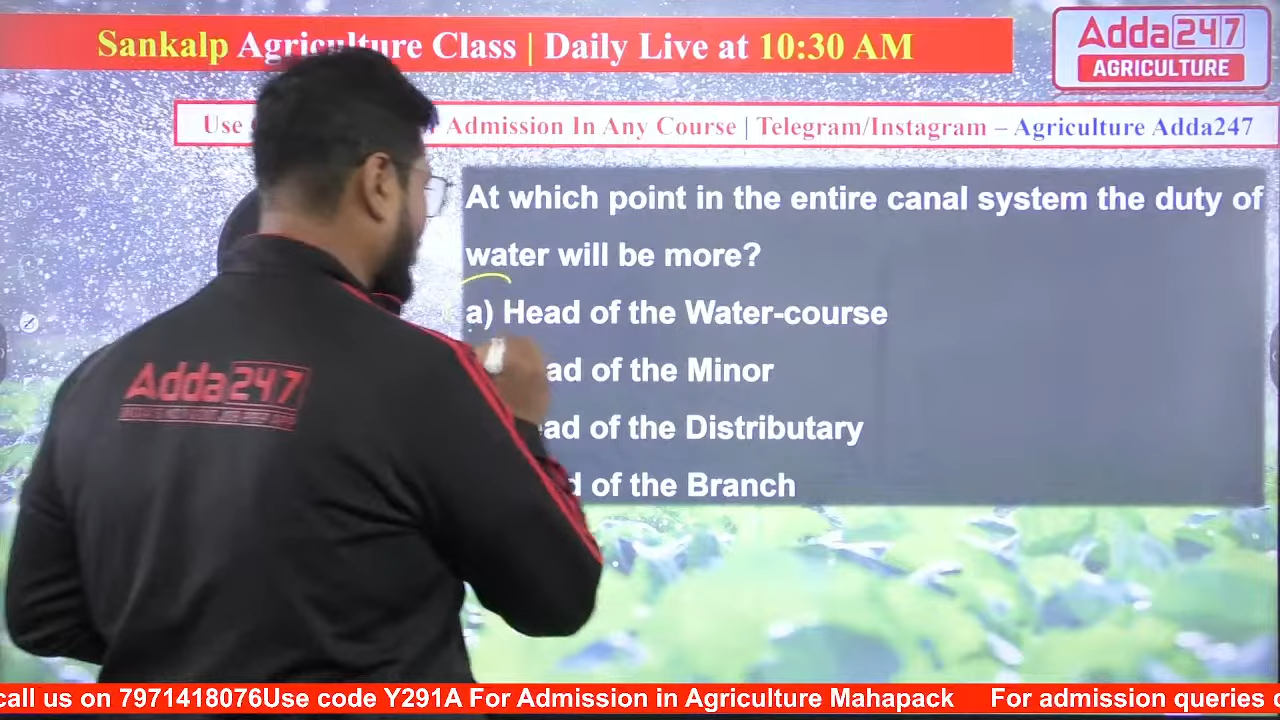 Sankalp Agriculture Class | Daily Live at 10:30 AM
Adda247
AGRICULTURE
Use Admission In Any Course | Telegram/Instagram – Agriculture Adda247
At which point in the entire canal system the duty of
water will be more?
a) Head of the Water-course
ad of the Minor
ad of the Distributary
d of the Branch
Adda247
call us on 7971418076Use code Y291A For Admission in Agriculture Mahapack For admission queries